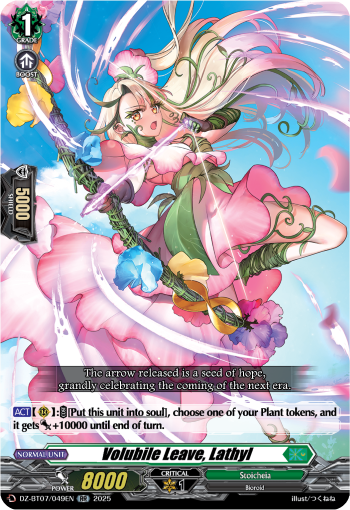 1
GRADE
BOOST
5000
SHIELD
The arrow released is a seed of hope,
grandly celebrating the coming of the next era.
ACT【 】:[Put this unit into soul], choose one of your Plant tokens, and
it gets +10000 until end of turn.
NORMAL UNIT
Volubile Leave, Lathyl
POWER
8000
CRITICAL
1
Stoicheia
Bioroid
DZ-BT07/049EN RR 2025
illust/つくねね